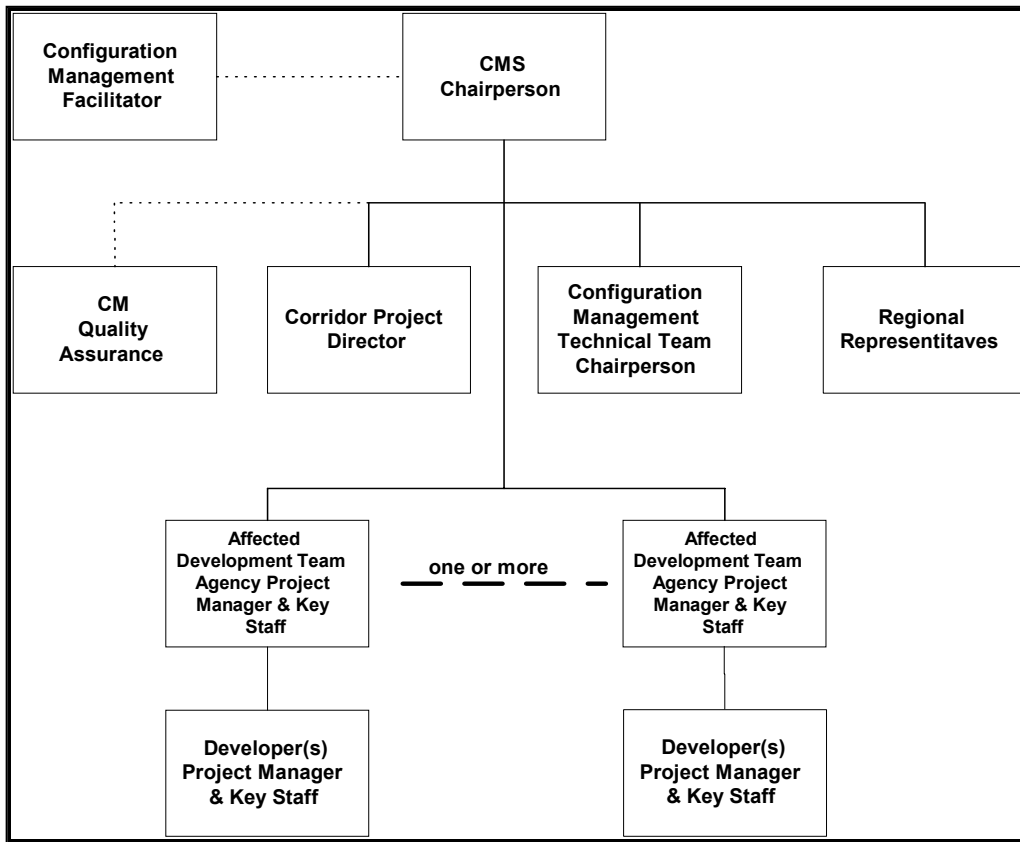 Configuration
Management
Facilitator
CMS
Chairperson
CM
Quality
Assurance
Corridor Project
Director
Configuration
Management
Technical Team
Chairperson
Regional
Representitaves
Affected
Development Team
Agency Project
Manager & Key
Staff
one or more
Affected
Development Team
Agency Project
Manager & Key
Staff
Developer(s)
Project Manager
& Key Staff
Developer(s)
Project Manager
& Key Staff